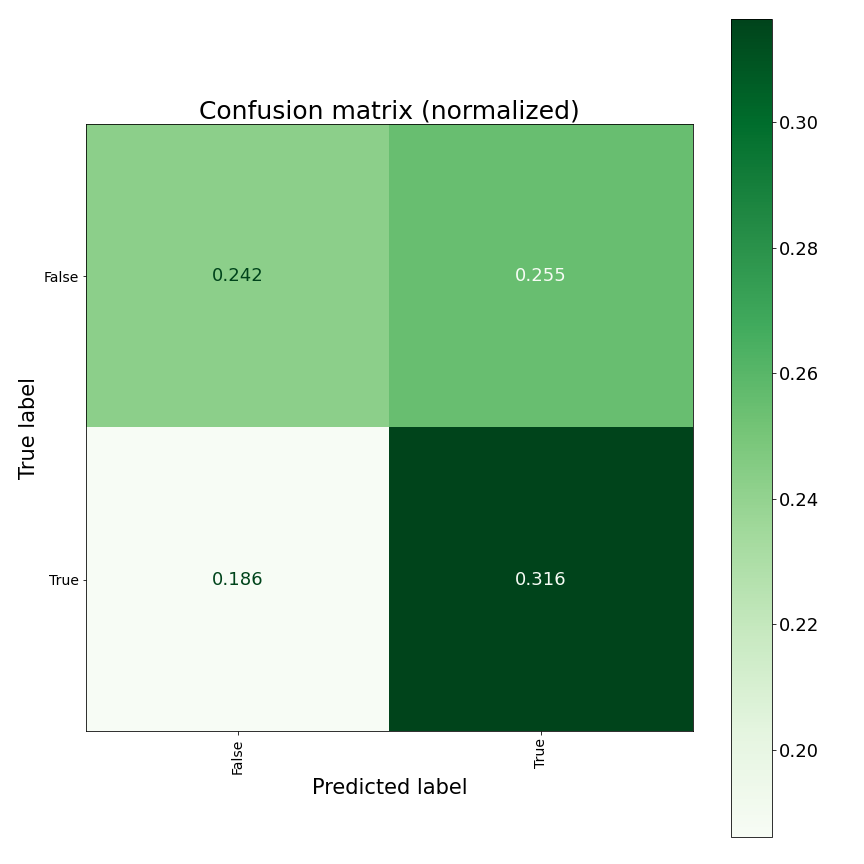 Confusion matrix (normalized)
True label
False
0.242
0.255
True
0.186
0.316
False
True
Predicted label
0.30
0.28
0.26
0.24
0.22
0.20